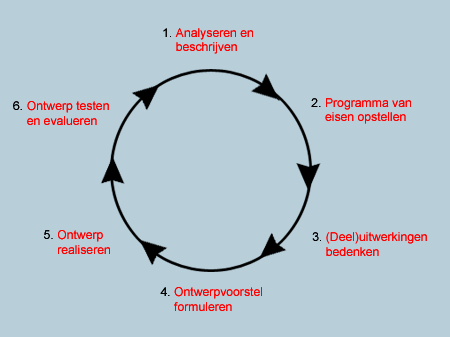 1. Analyseren en
beschrijven
2. Programma van
eisen opstellen
3. (Deel)uitwerkingen
bedenken
4. Ontwerpvoorstel
formuleren
5. Ontwerp
realiseren
6. Ontwerp testen
en evalueren